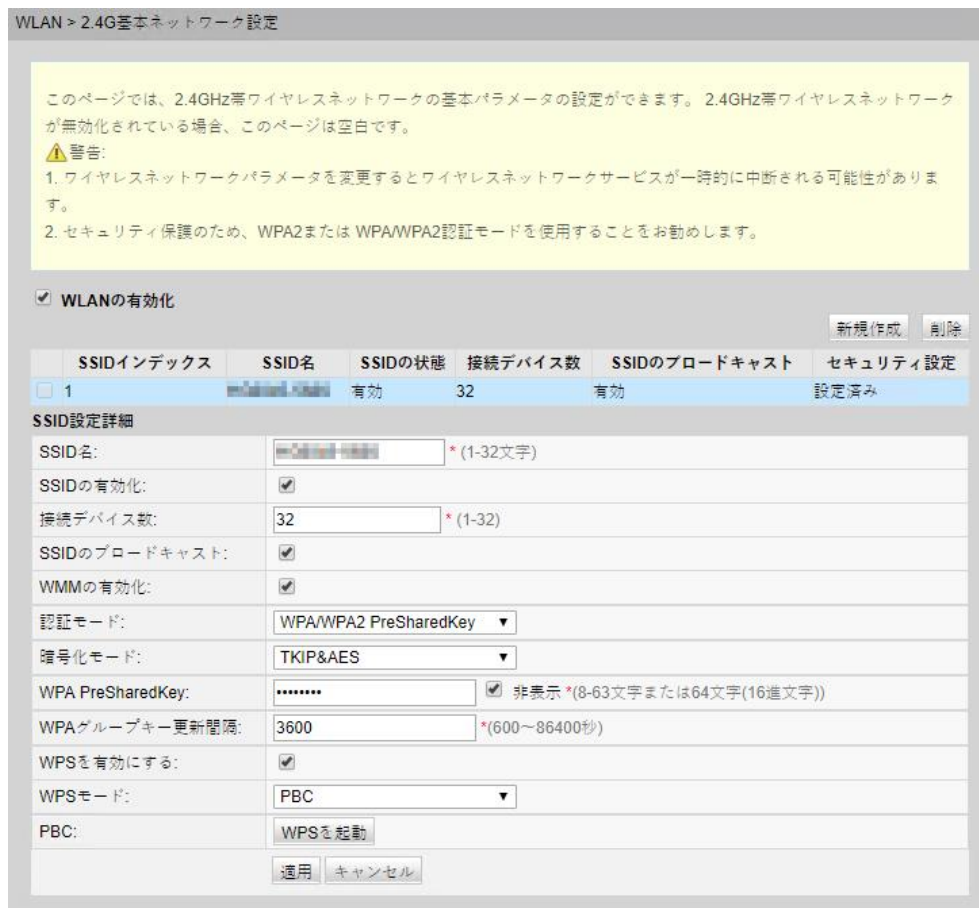 WLAN > 2.4G基本ネットワーク設定
このページでは、2.4GHz帯ワイヤレスネットワークの基本パラメータの設定ができます。 2.4GHz帯ワイヤレスネットワーク
が無効化されている場合、このページは空白です。
警告:
1. ワイヤレスネットワークパラメータを変更するとワイヤレスネットワークサービスが一時的に中断される可能性がありま
す。
2. セキュリティ保護のため、WPA2または WPA/WPA2認証モードを使用することをお勧めします。
WLANの有効化
新規作成 削除
SSIDインデックス SSID名 SSIDの状態 接続デバイス数 SSIDのブロードキャスト セキュリティ設定
1 有効 32 有効 設定済み
SSID設定詳細
SSID名: * (1-32文字)
SSIDの有効化:
接続デバイス数: 32 * (1-32)
SSIDのブロードキャスト:
WMMの有効化:
認証モード: WPA/WPA2 PreSharedKey ▼
暗号化モード: TKIP&AES ▼
WPA PreSharedKey: •••••••• 非表示 *(8-63文字または64文字(16進文字))
WPAグループキー更新間隔: 3600 *(600～86400秒)
WPSを有効にする:
WPSモード: PBC ▼
PBC: WPSを起動
適用 キャンセル